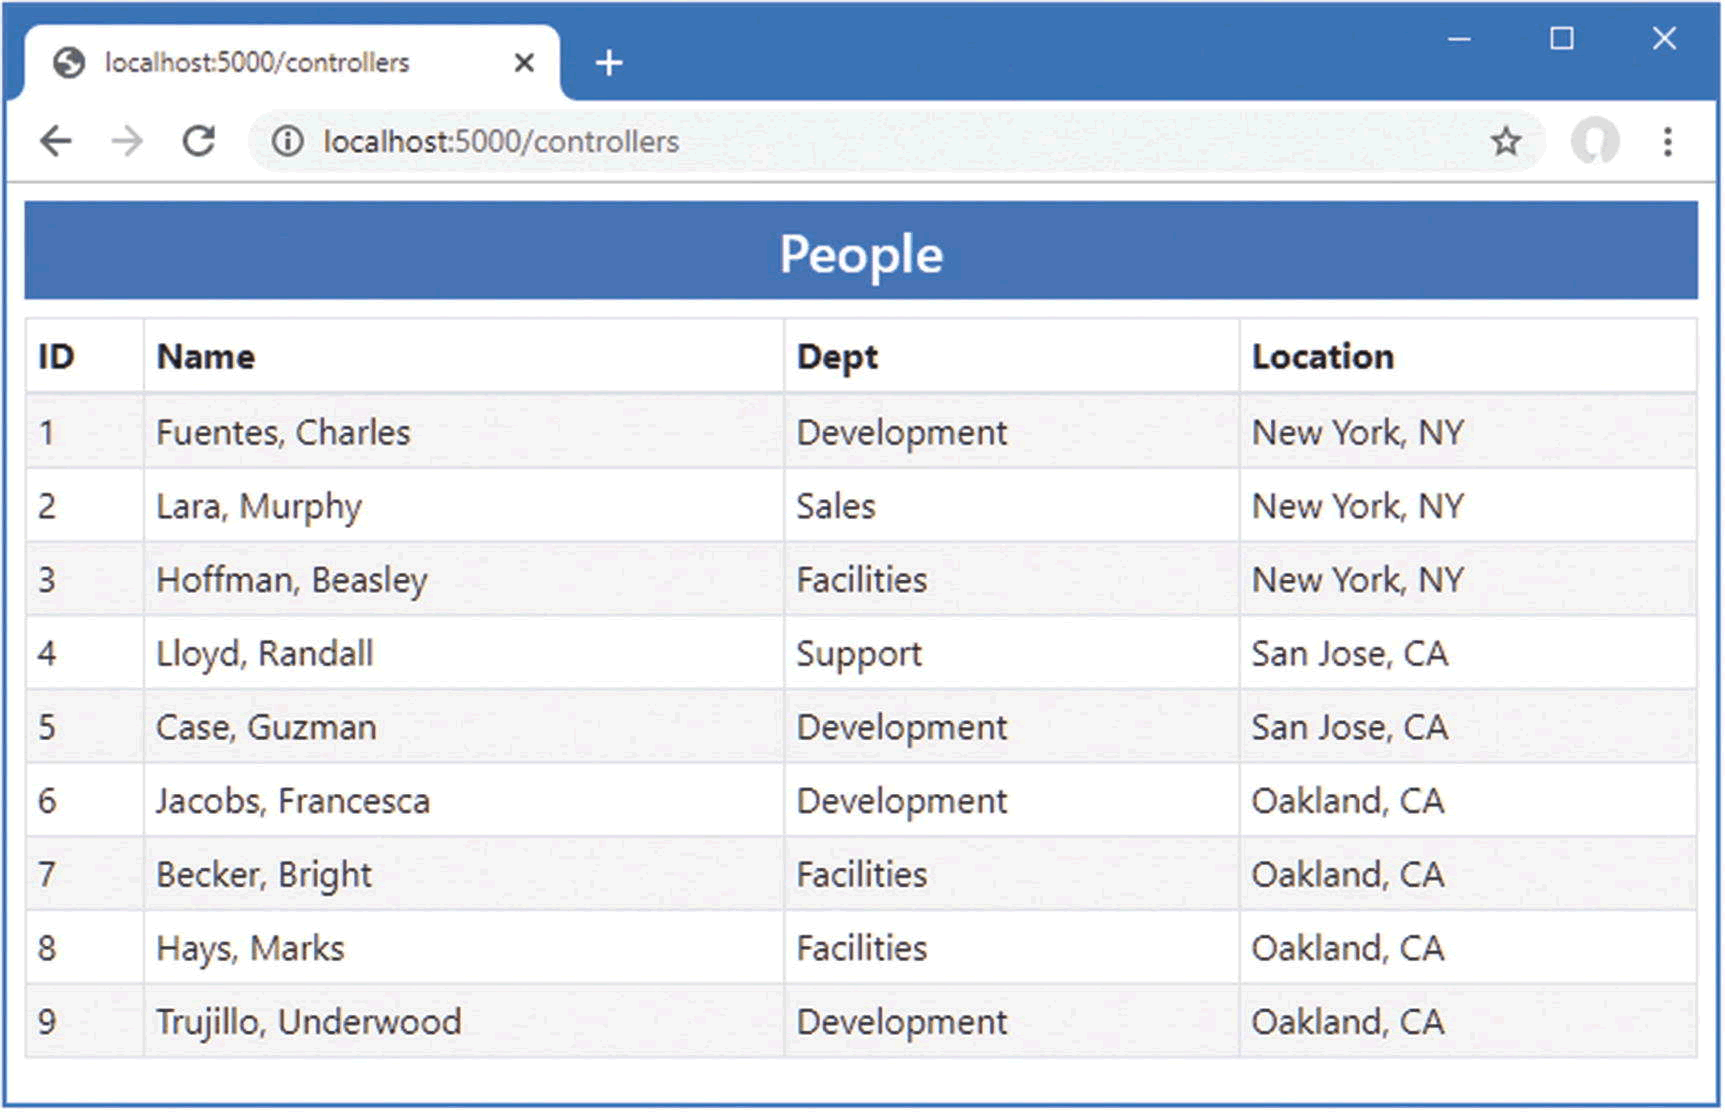 localhost:5000/controllers
localhost:5000/controllers
People
ID Name Dept Location
1 Fuentes, Charles Development New York, NY
2 Lara, Murphy Sales New York, NY
3 Hoffman, Beasley Facilities New York, NY
4 Lloyd, Randall Support San Jose, CA
5 Case, Guzman Development San Jose, CA
6 Jacobs, Francesca Development Oakland, CA
7 Becker, Bright Facilities Oakland, CA
8 Hays, Marks Facilities Oakland, CA
9 Trujillo, Underwood Development Oakland, CA